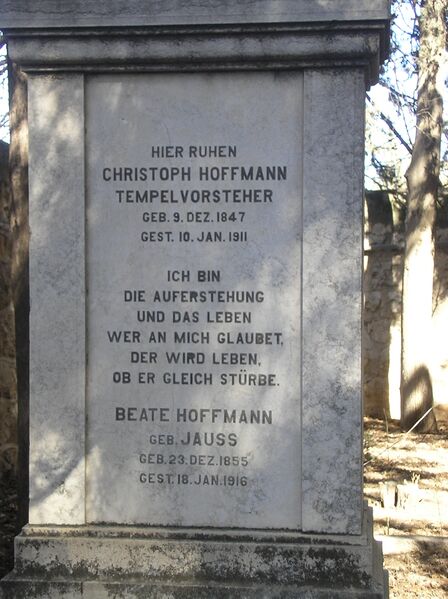 HIER RUHEN
CHRISTOPH HOFFMANN
TEMPELVORSTEHER
GEB. 9. DEZ. 1847
GEST. 10. JAN. 1911
ICH BIN
DIE AUFERSTEHUNG
UND DAS LEBEN
WER AN MICH GLAUBET,
DER WIRD LEBEN,
OB ER GLEICH STÜRBE.
BEATE HOFFMANN
GEB. JAUSS
GEB. 23. DEZ. 1855
GEST. 18. JAN. 1916